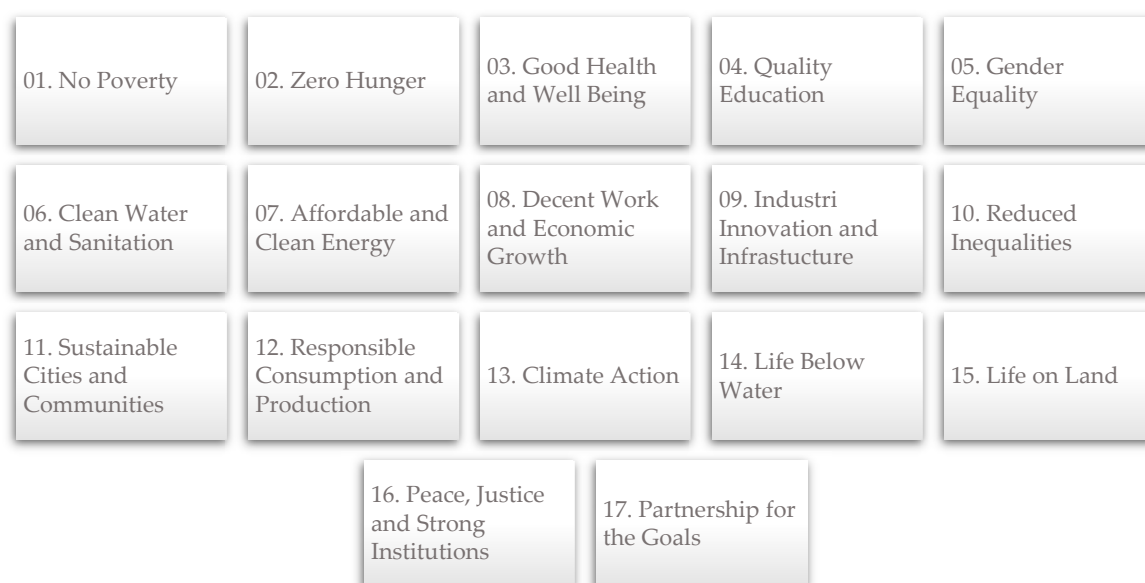 01. No Poverty
02. Zero Hunger
03. Good Health
and Well Being
04. Quality
Education
05. Gender
Equality
06. Clean Water
and Sanitation
07. Affordable and
Clean Energy
08. Decent Work
and Economic
Growth
09. Industri
Innovation and
Infrastucture
10. Reduced
Inequalities
11. Sustainable
Cities and
Communities
12. Responsible
Consumption and
Production
13. Climate Action
14. Life Below
Water
15. Life on Land
16. Peace, Justice
and Strong
Institutions
17. Partnership for
the Goals